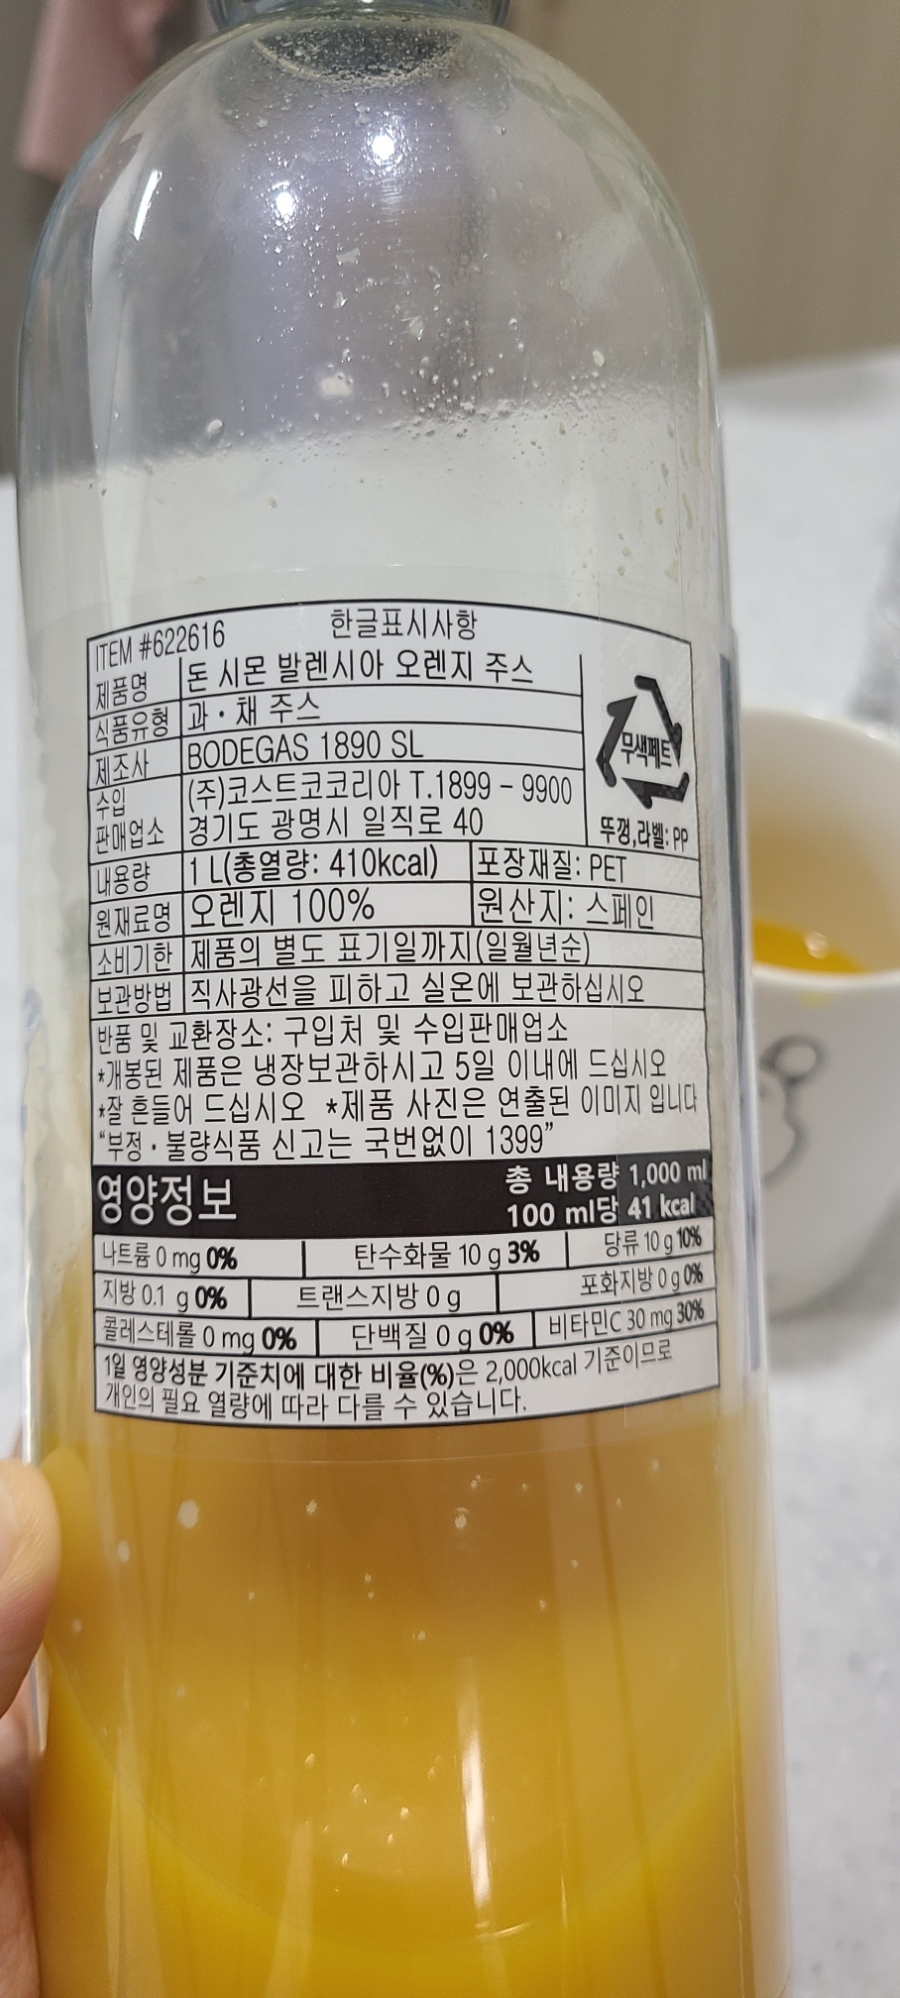 ITEM #622616 한글표시사항
제품명 돈 시몬 발렌시아 오렌지 주스
식품유형 과·채 주스
제조사 BODEGAS 1890 SL
수입 (주)코스트코코리아 T.1899 - 9900
판매업소 경기도 광명시 일직로 40
무색페트
뚜껑,라벨: PP
내용량 1 L(총열량: 410kcal) 포장재질: PET
원재료명 오렌지 100% 원산지: 스페인
소비기한 제품의 별도 표기일까지(일월년순)
보관방법 직사광선을 피하고 실온에 보관하십시오
반품 및 교환장소: 구입처 및 수입판매업소
*개봉된 제품은 냉장보관하시고 5일 이내에 드십시오
*잘 흔들어 드십시오 *제품 사진은 연출된 이미지 입니다
“부정·불량식품 신고는 국번없이 1399”
영양정보 총 내용량 1,000 ml
100 ml당 41 kcal
나트륨 0 mg 0% 탄수화물 10 g 3% 당류 10 g 10%
지방 0.1 g 0% 트랜스지방 0 g 포화지방 0 g 0%
콜레스테롤 0 mg 0% 단백질 0 g 0% 비타민C 30 mg 30%
1일 영양성분 기준치에 대한 비율(%)은 2,000kcal 기준이므로
개인의 필요 열량에 따라 다를 수 있습니다.